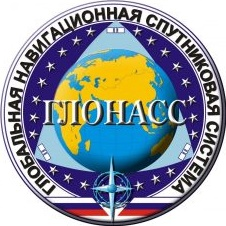 ГЛОБАЛЬНАЯ НАВИГАЦИОННАЯ СПУТНИКОВАЯ СИСТЕМА
ГЛОНАСС